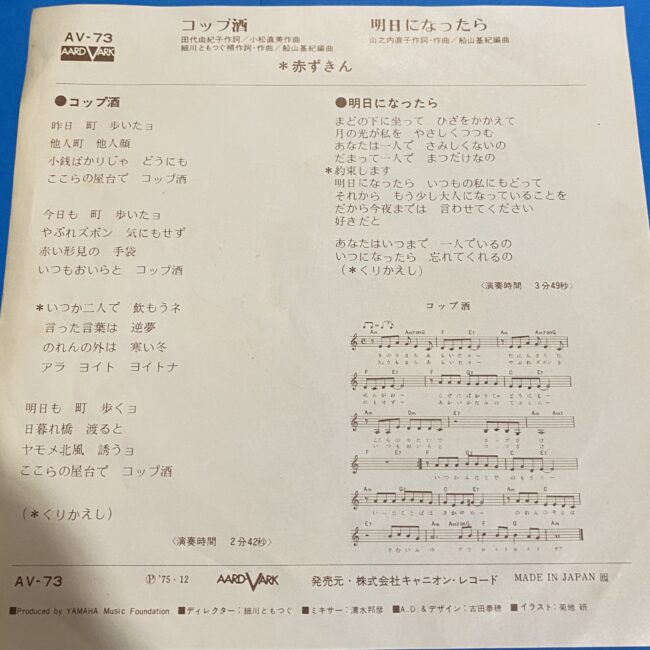 AV-73
AARDVARK
コップ酒
田代由紀子作詞／小松直美作曲
細川ともつぐ補作詞・作曲／船山基紀編曲
明日になったら
山之内直子作詞・作曲／船山基紀編曲
＊赤ずきん
●コップ酒
昨日　町　歩いたョ
他人町　他人顔
小銭ばかりじゃ　どうにも
ここらの屋台で　コップ酒
今日も　町　歩いたョ
やぶれズボン　気にもせず
赤い形見の　手袋
いつもおいらと　コップ酒
＊いつか二人で　飲もうネ
言った言葉は　逆夢
のれんの外は　寒い冬
アラ　ヨイト　ヨイトナ
明日も　町　歩くョ
日暮れ橋　渡ると
ヤモメ北風　誘うョ
ここらの屋台で　コップ酒
（＊くりかえし）
〈演奏時間　2分42秒〉
●明日になったら
まどの下に坐って　ひざをかかえて
月の光が私を　やさしくつつむ
あなたは一人で　さみしくないの
だまって一人で　まつだけなの
＊約束します
明日になったら　いつもの私にもどって
それから　もう少し大人になっていることを
だから今夜までは　言わせてください
好きだと
あなたはいつまで　一人でいるの
いつになったら　忘れてくれるの
（＊くりかえし）
〈演奏時間　3分49秒〉
コップ酒
AV-73
Ⓟ '75・12
AARDVARK
発売元・株式会社キャニオン・レコード
MADE IN JAPAN
■Produced by YAMAHA Music Foundation　■ディレクター：細川ともつぐ　■ミキサー：清水邦彦　■A.D.&デザイン：古田泰穂　■イラスト：菊地 研